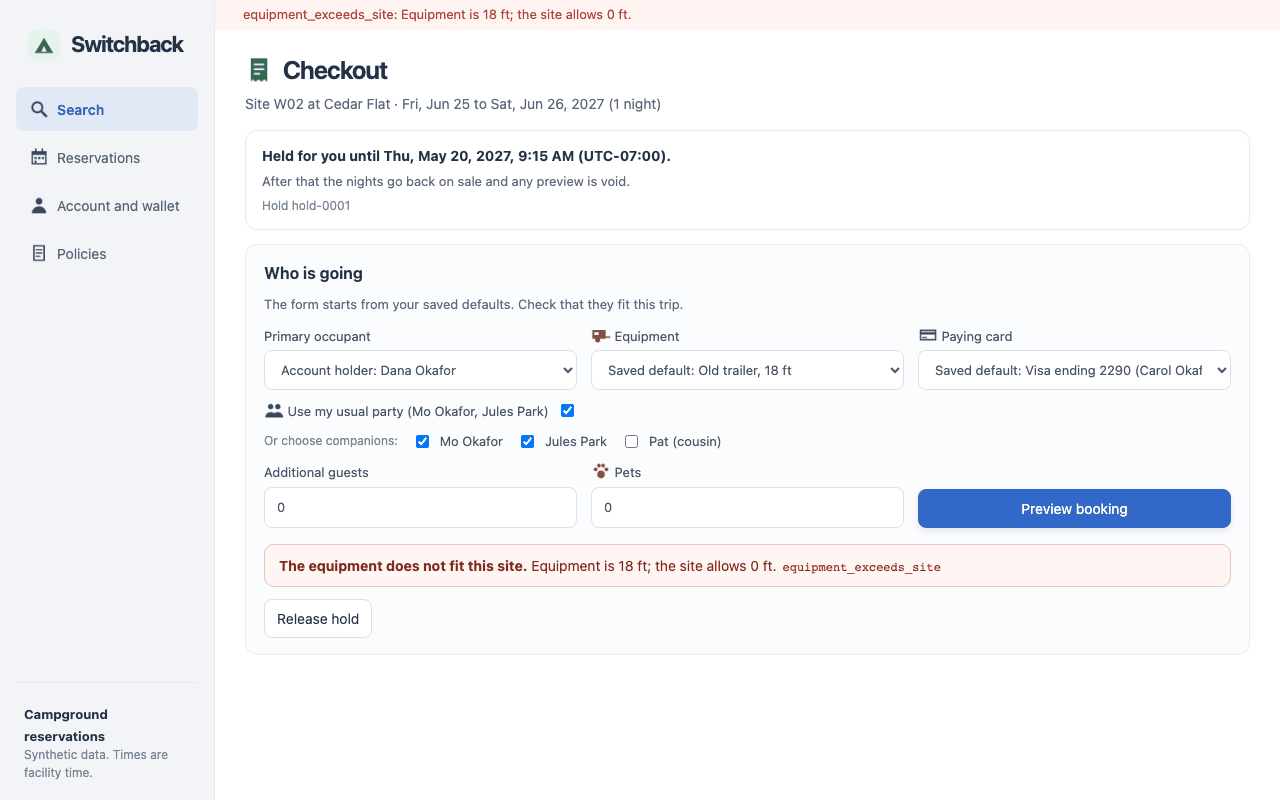 equipment_exceeds_site: Equipment is 18 ft; the site allows 0 ft.
Switchback
Search
Reservations
Account and wallet
Policies
Campground
reservations
Synthetic data. Times are
facility time.
Checkout
Site W02 at Cedar Flat · Fri, Jun 25 to Sat, Jun 26, 2027 (1 night)
Held for you until Thu, May 20, 2027, 9:15 AM (UTC-07:00).
After that the nights go back on sale and any preview is void.
Hold hold-0001
Who is going
The form starts from your saved defaults. Check that they fit this trip.
Primary occupant
Account holder: Dana Okafor
Equipment
Saved default: Old trailer, 18 ft
Paying card
Saved default: Visa ending 2290 (Carol Okaf
Use my usual party (Mo Okafor, Jules Park)
Or choose companions: Mo Okafor Jules Park Pat (cousin)
Additional guests
0
Pets
0
Preview booking
The equipment does not fit this site. Equipment is 18 ft; the site allows 0 ft. equipment_exceeds_site
Release hold